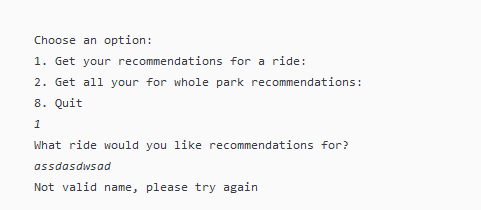 Choose an option:
1. Get your recommendations for a ride:
2. Get all your for whole park recommendations:
8. Quit
1
What ride would you like recommendations for?
assdasdwsad
Not valid name, please try again